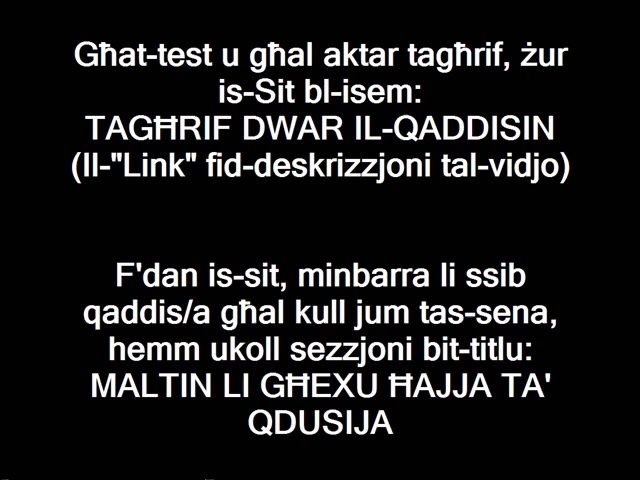 Għat-test u għal aktar tagħrif, żur
is-Sit bl-isem:
TAGĦRIF DWAR IL-QADDISIN
(Il-"Link" fid-deskrizzjoni tal-vidjo)
F'dan is-sit, minbarra li ssib
qaddis/a għal kull jum tas-sena,
hemm ukoll sezzjoni bit-titlu:
MALTIN LI GĦEXU ĦAJJA TA'
QDUSIJA